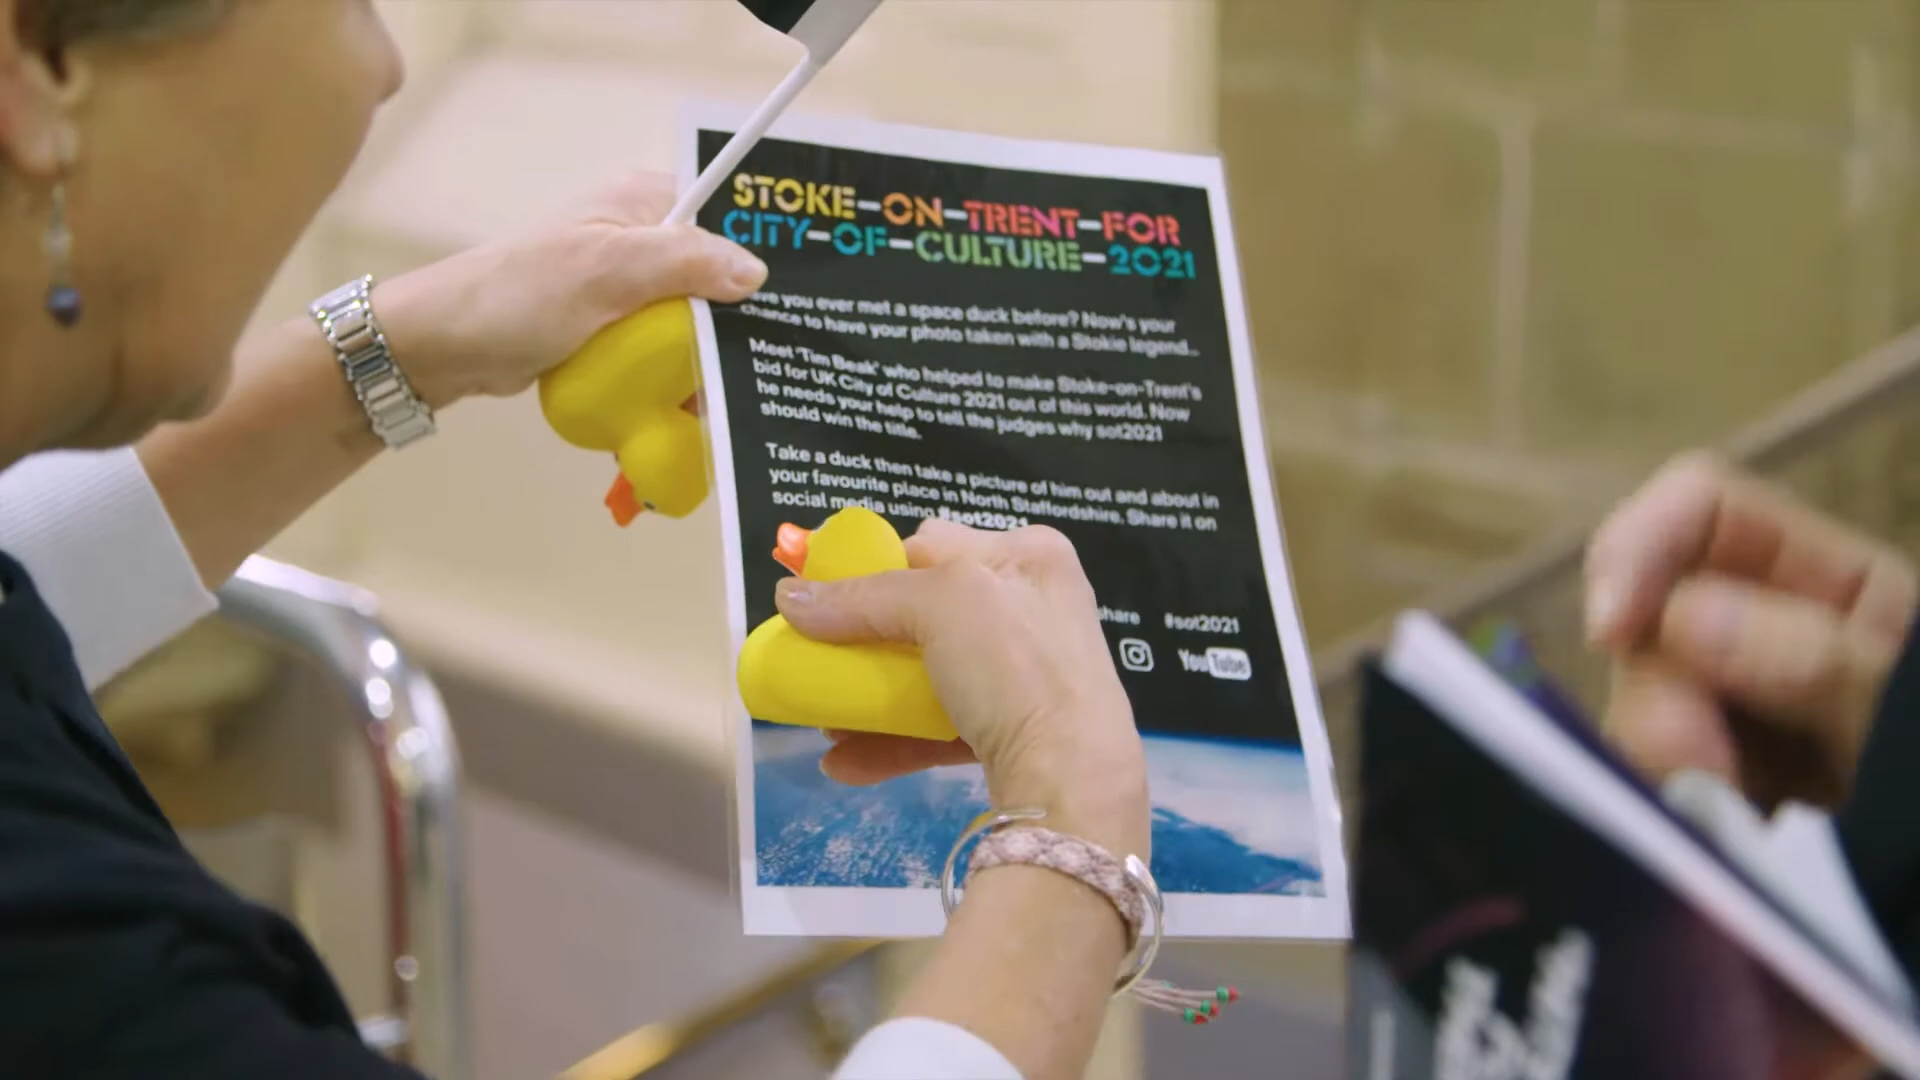 STOKE-ON-TRENT-FOR
CITY-OF-CULTURE-2021
you ever met a space duck before? Now's your
chance to have your photo taken with a Stokie legend...
Meet 'Tim Beak' who helped to make Stoke-on-Trent's
bid for UK City of Culture 2021 out of this world. Now
he needs your help to tell the judges why sot2021
should win the title.
Take a duck then take a picture of him out and about in
your favourite place in North Staffordshire. Share it on
social media using #sot2021
share #sot2021
YouTube